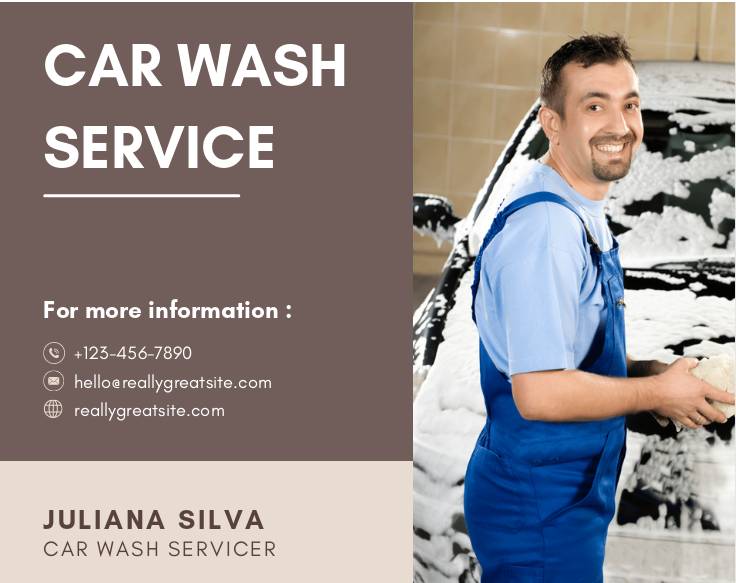 CAR WASH
SERVICE
For more information :
+123-456-7890
hello@reallygreatsite.com
reallygreatsite.com
JULIANA SILVA
CAR WASH SERVICER